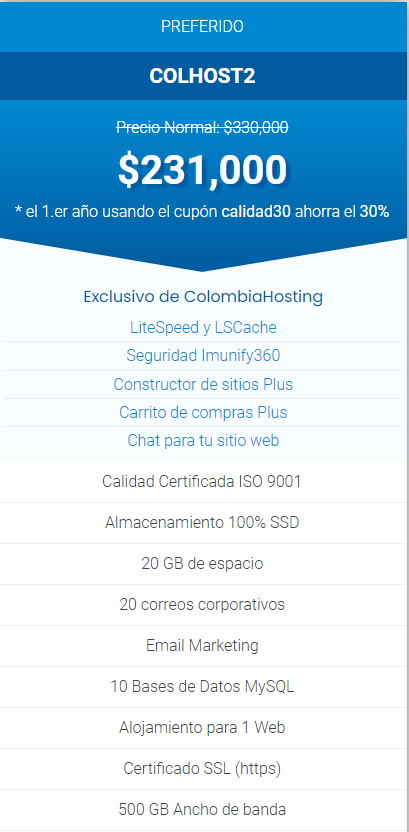 PREFERIDO
COLHOST2
Precio Normal: $330,000
$231,000
* el 1.er año usando el cupón calidad30 ahorra el 30%
Exclusivo de ColombiaHosting
LiteSpeed y LSCache
Seguridad Imunify360
Constructor de sitios Plus
Carrito de compras Plus
Chat para tu sitio web
Calidad Certificada ISO 9001
Almacenamiento 100% SSD
20 GB de espacio
20 correos corporativos
Email Marketing
10 Bases de Datos MySQL
Alojamiento para 1 Web
Certificado SSL (https)
500 GB Ancho de banda